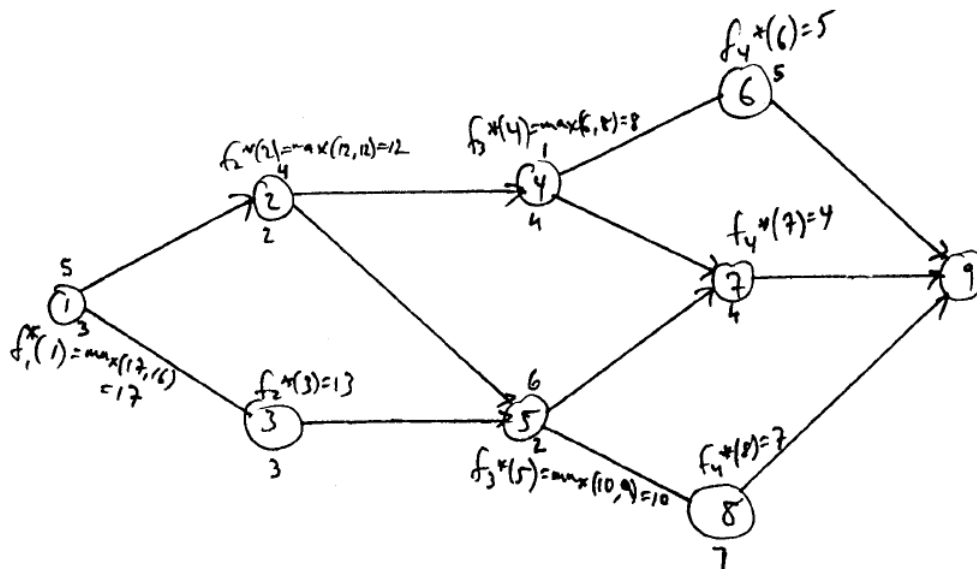 f₄*(6)=5
5
6
f₃*(4)=max(6,8)=8
1
4
4
f₂*(2)=max(12,12)=12
4
2
2
f₄*(7)=4
7
4
9
5
1
3
f₁*(1)=max(17,16)
=17
f₂*(3)=13
3
3
6
5
2
f₃*(5)=max(10,9)=10
f₄*(8)=7
8
7